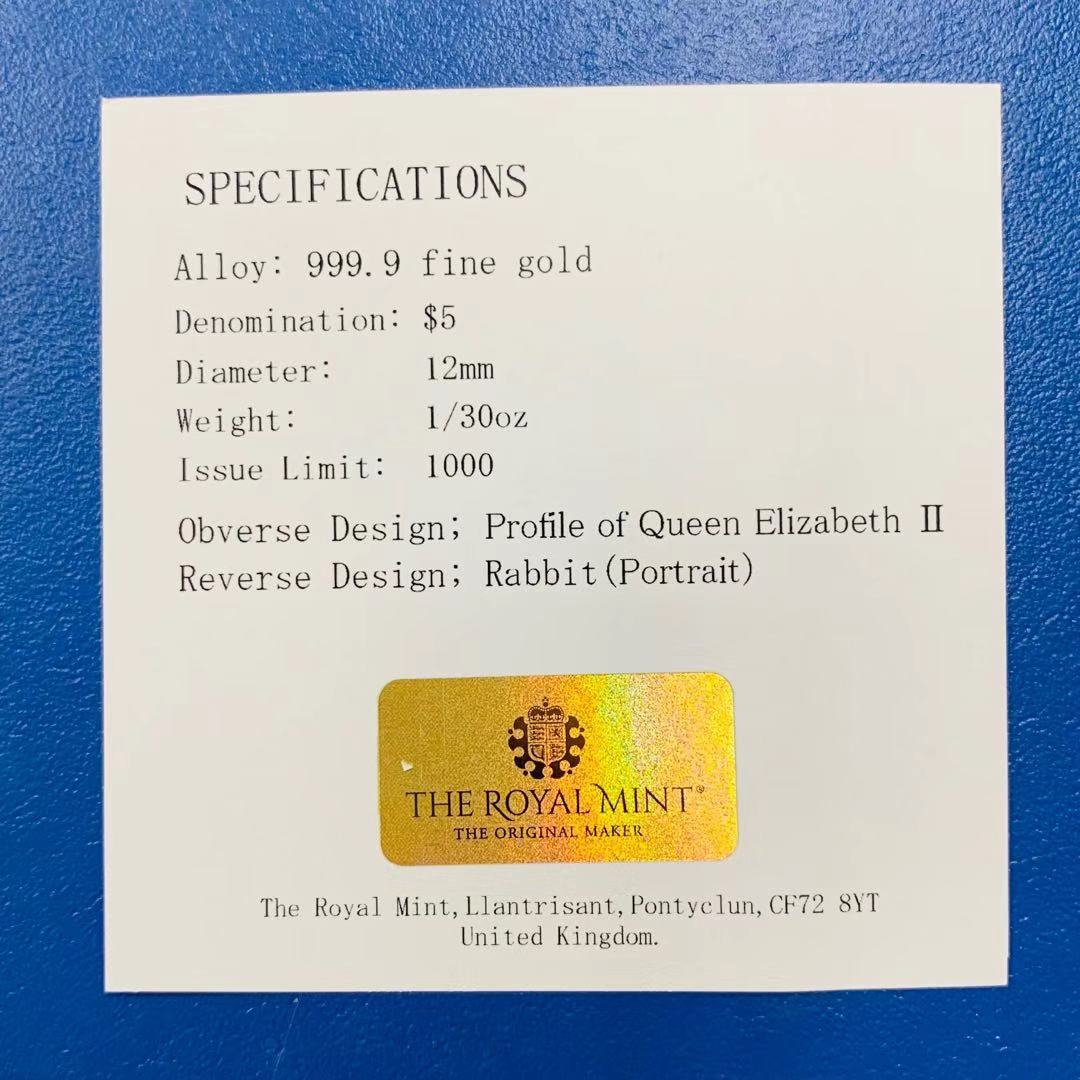 SPECIFICATIONS
Alloy: 999.9 fine gold
Denomination: $5
Diameter: 12mm
Weight: 1/30oz
Issue Limit: 1000
Obverse Design; Profile of Queen Elizabeth Ⅱ
Reverse Design; Rabbit(Portrait)
THE ROYAL MINT®
THE ORIGINAL MAKER
The Royal Mint,Llantrisant,Pontyclun,CF72 8YT
United Kingdom.